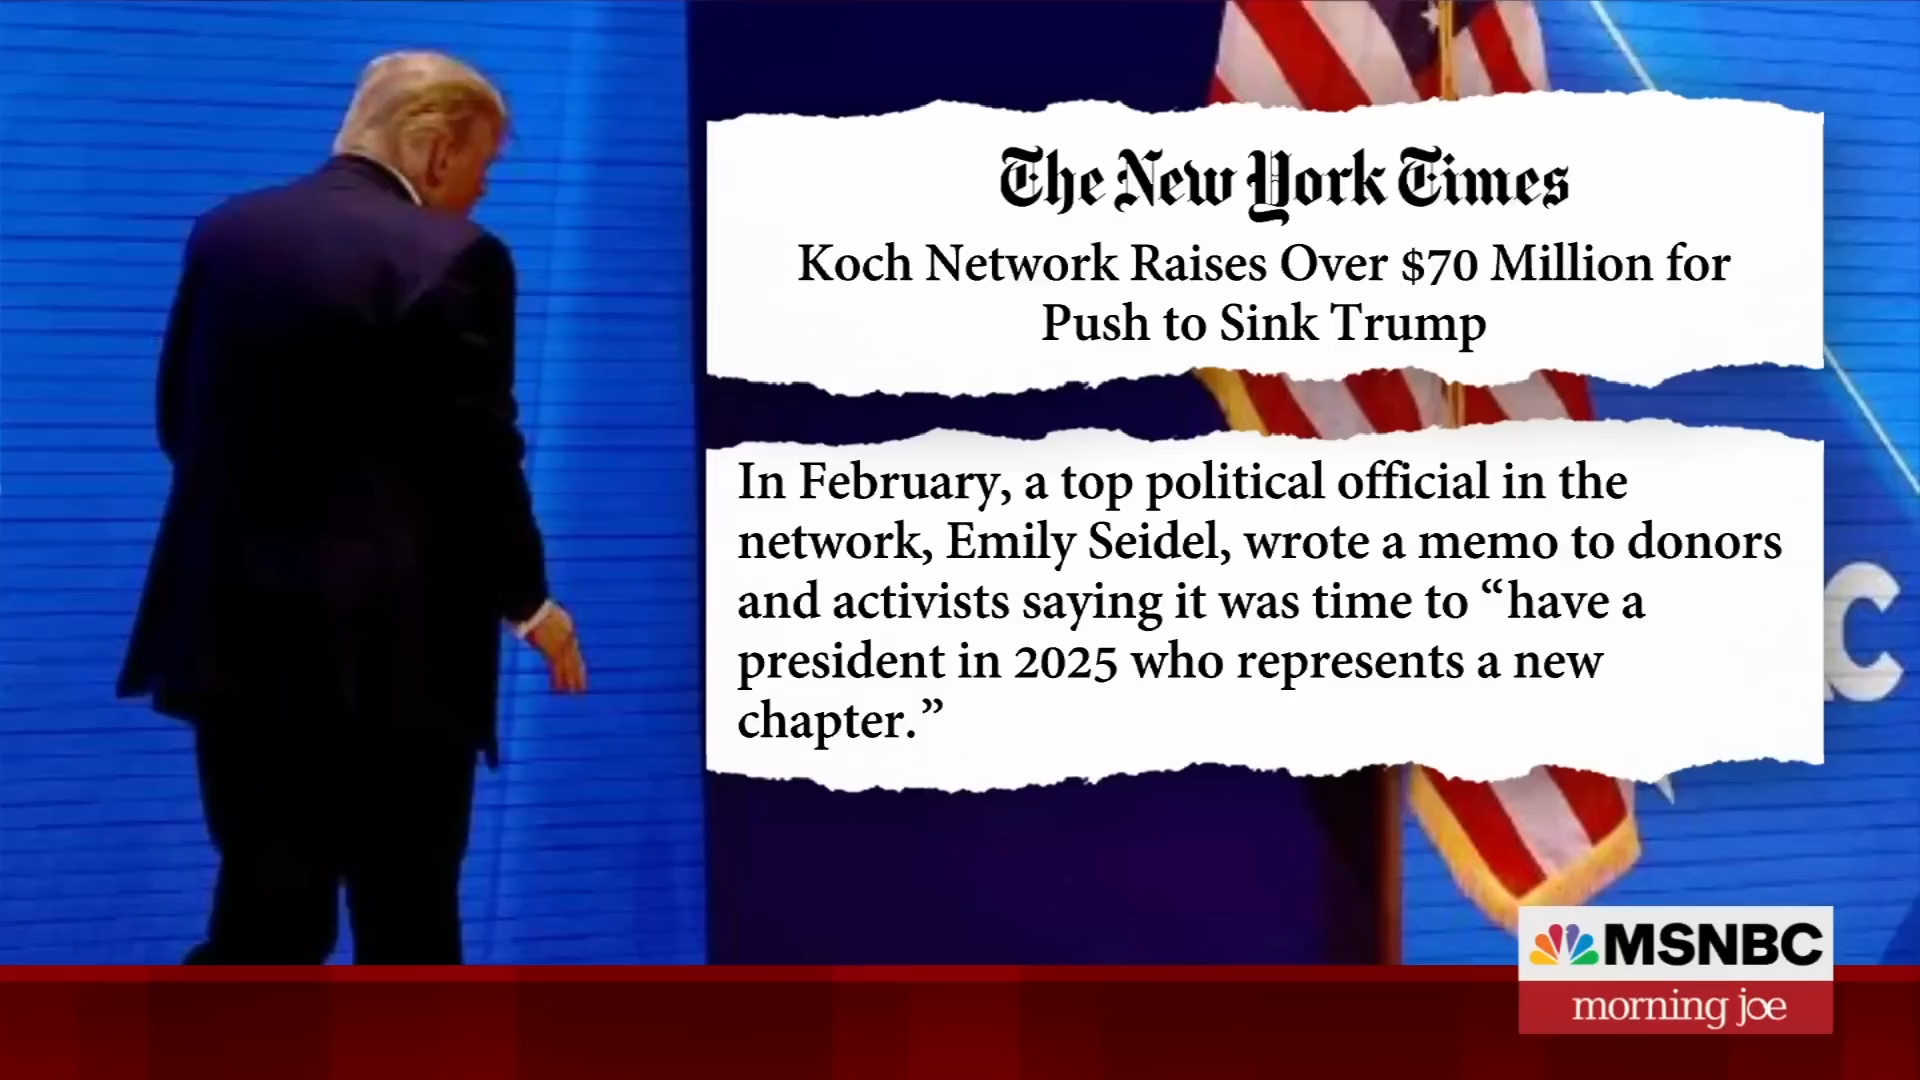 The New York Times
Koch Network Raises Over $70 Million for
Push to Sink Trump
In February, a top political official in the
network, Emily Seidel, wrote a memo to donors
and activists saying it was time to “have a
president in 2025 who represents a new
chapter.”
C
MSNBC
morning joe